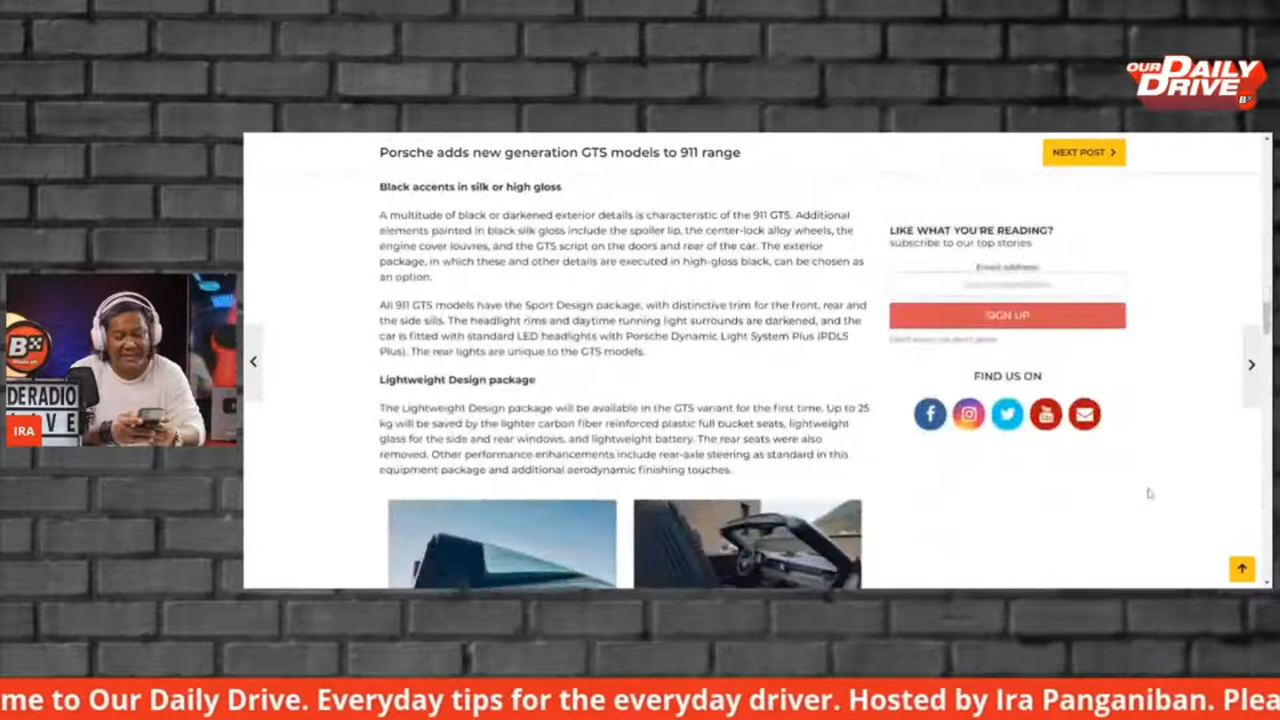 OUR DAILY
DRIVE
BX
Porsche adds new generation GTS models to 911 range
NEXT POST
Black accents in silk or high gloss
A multitude of black or darkened exterior details is characteristic of the 911 GTS. Additional
elements painted in black silk gloss include the spoiler lip, the center-lock alloy wheels, the
engine cover louvres, and the GTS script on the doors and rear of the car. The exterior
package, in which these and other details are executed in high-gloss black, can be chosen as
an option.
All 911 GTS models have the Sport Design package, with distinctive trim for the front, rear and
the side sills. The headlight rims and daytime running light surrounds are darkened, and the
car is fitted with standard LED headlights with Porsche Dynamic Light System Plus (PDLS
Plus). The rear lights are unique to the GTS models.
Lightweight Design package
The Lightweight Design package will be available in the GTS variant for the first time. Up to 25
kg will be saved by the lighter carbon fiber reinforced plastic full bucket seats, lightweight
glass for the side and rear windows, and lightweight battery. The rear seats were also
removed. Other performance enhancements include rear-axle steering as standard in this
equipment package and additional aerodynamic finishing touches.
LIKE WHAT YOU'RE READING?
subscribe to our top stories
Email address:
SIGN UP
FIND US ON
You
BX
DERADIO
LIVE
IRA
me to Our Daily Drive. Everyday tips for the everyday driver. Hosted by Ira Panganiban. Plea